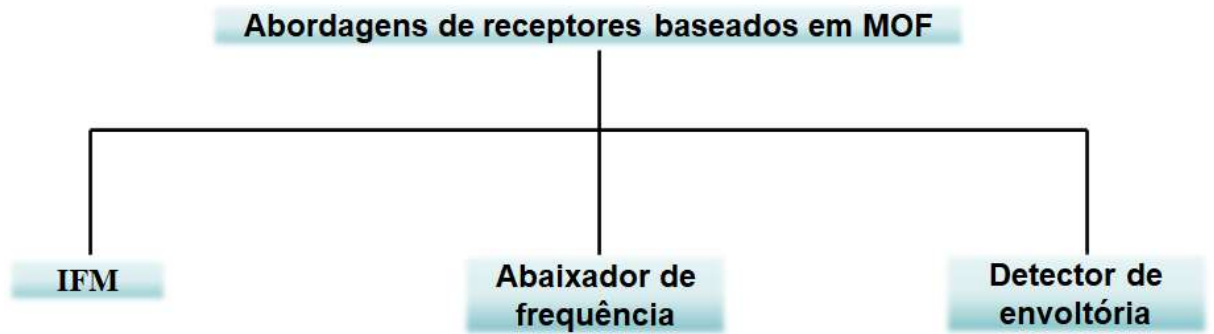 Abordagens de receptores baseados em MOF
IFM
Abaixador de
frequência
Detector de
envoltória